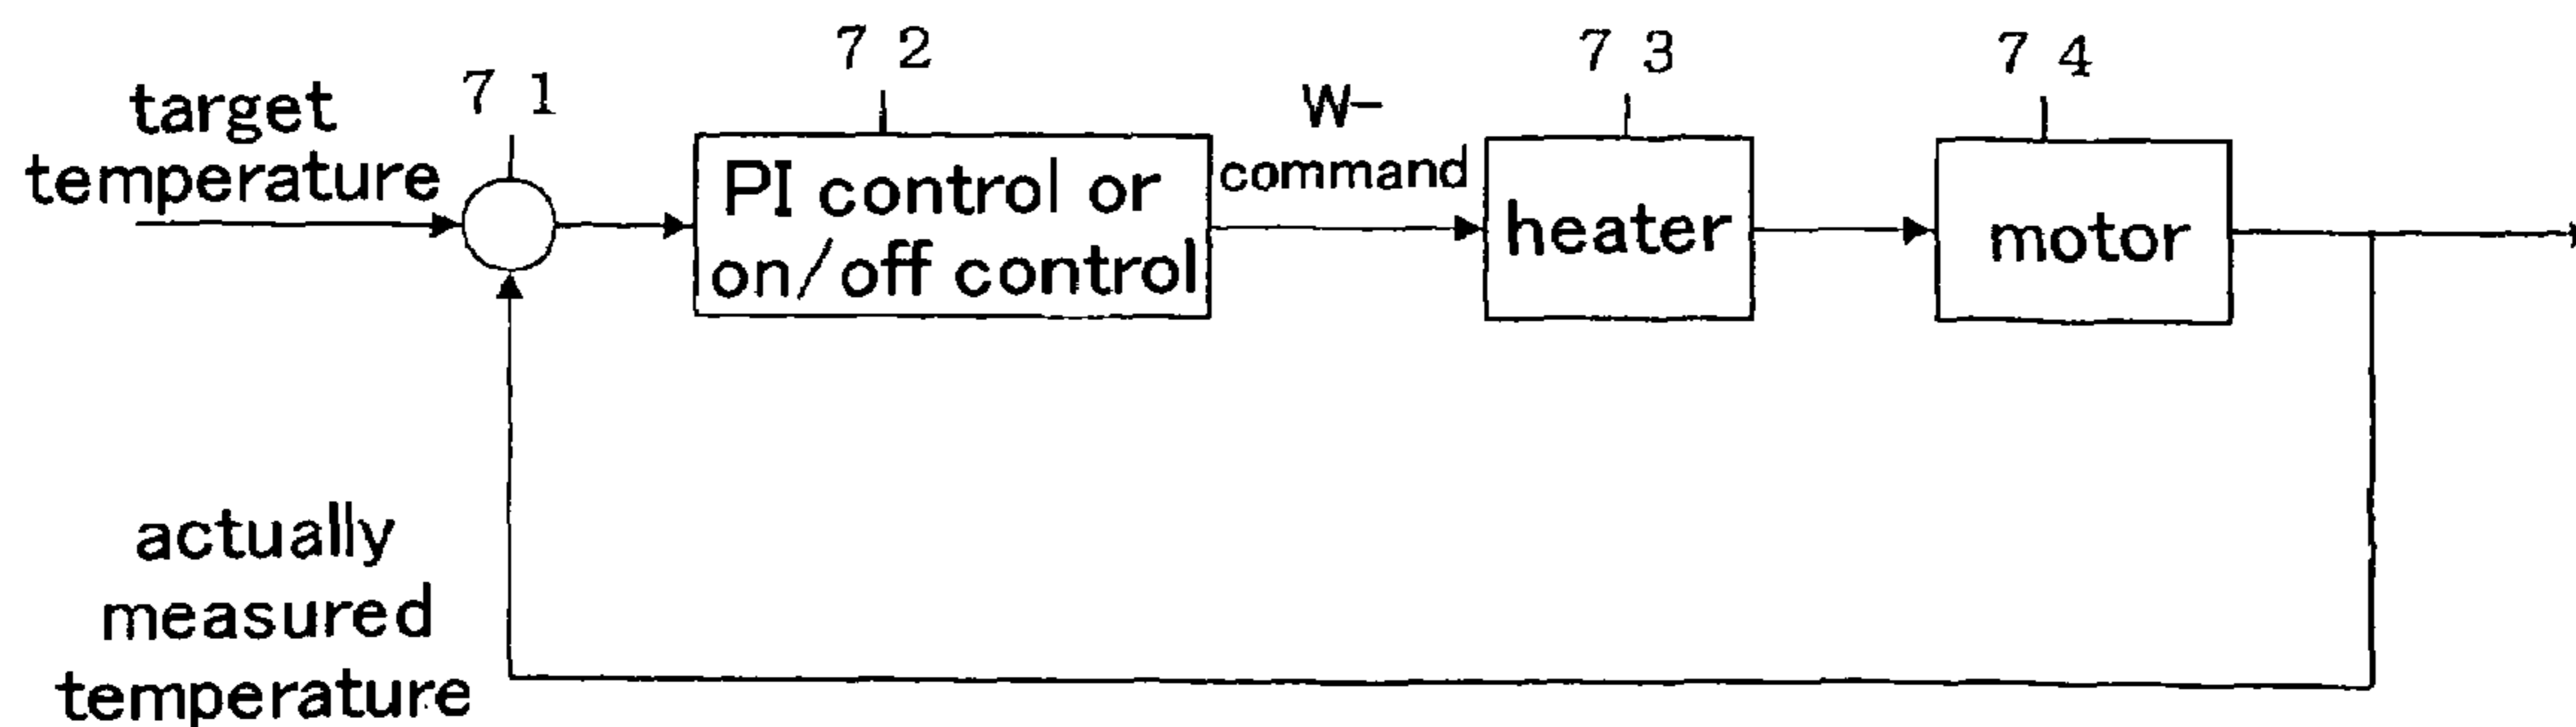 target
temperature
7 1
7 2
PI control or
on/off control
W-
command
7 3
heater
7 4
motor
actually
measured
temperature